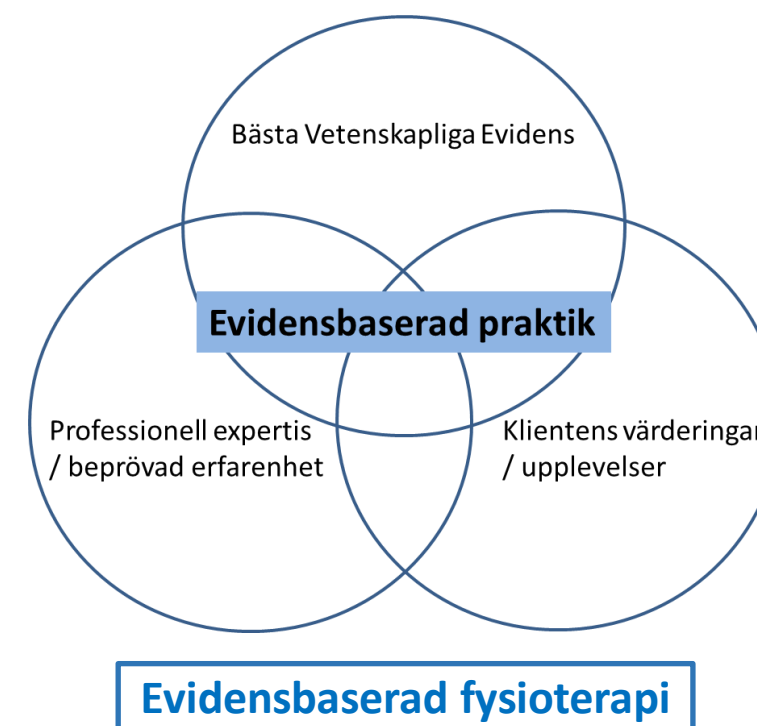 Bästa Vetenskapliga Evidens
Evidensbaserad praktik
Professionell expertis
/ beprövad erfarenhet
Klientens värderingar
/ upplevelser
Evidensbaserad fysioterapi